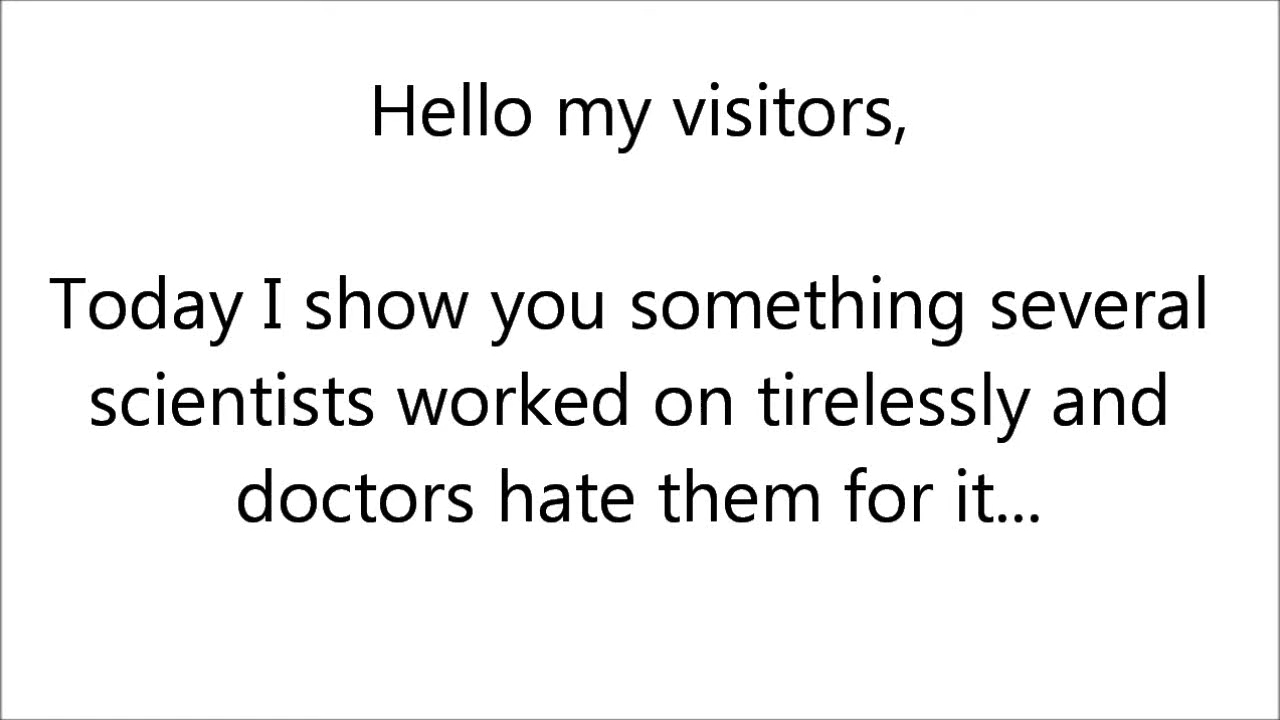 Hello my visitors,
Today I show you something several
scientists worked on tirelessly and
doctors hate them for it...